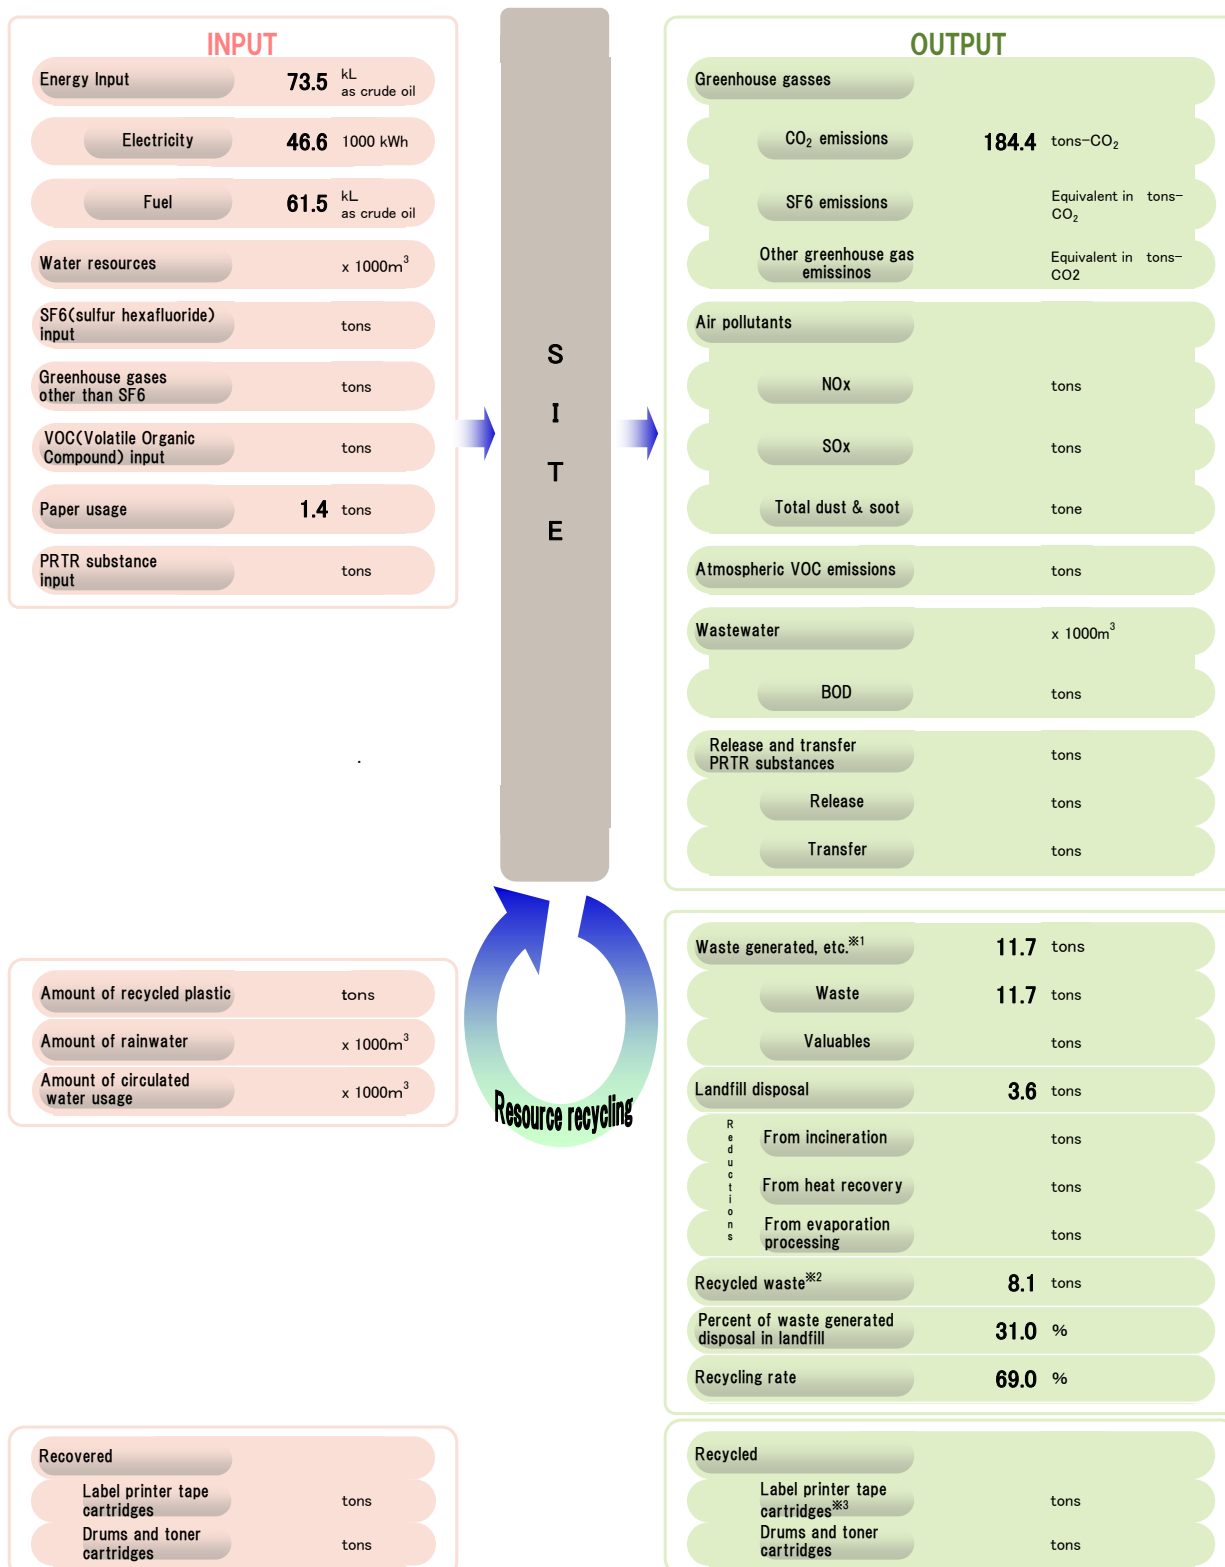 INPUT
Energy Input 73.5 kL
as crude oil
Electricity 46.6 1000 kWh
Fuel 61.5 kL
as crude oil
Water resources x 1000m³
SF6(sulfur hexafluoride)
input tons
Greenhouse gases
other than SF6 tons
VOC(Volatile Organic
Compound) input tons
Paper usage 1.4 tons
PRTR substance
input tons
S
I
T
E
OUTPUT
Greenhouse gasses
CO₂ emissions 184.4 tons-CO₂
SF6 emissions Equivalent in tons-
CO₂
Other greenhouse gas
emissinos Equivalent in tons-
CO2
Air pollutants
NOx tons
SOx tons
Total dust & soot tone
Atmospheric VOC emissions tons
Wastewater x 1000m³
BOD tons
Release and transfer
PRTR substances tons
Release tons
Transfer tons
Amount of recycled plastic tons
Amount of rainwater x 1000m³
Amount of circulated
water usage x 1000m³
Resource recycling
Waste generated, etc.※1 11.7 tons
Waste 11.7 tons
Valuables tons
Landfill disposal 3.6 tons
Reductions
From incineration tons
From heat recovery tons
From evaporation
processing tons
Recycled waste※2 8.1 tons
Percent of waste generated
disposal in landfill 31.0 %
Recycling rate 69.0 %
Recovered
Label printer tape
cartridges tons
Drums and toner
cartridges tons
Recycled
Label printer tape
cartridges※3 tons
Drums and toner
cartridges tons